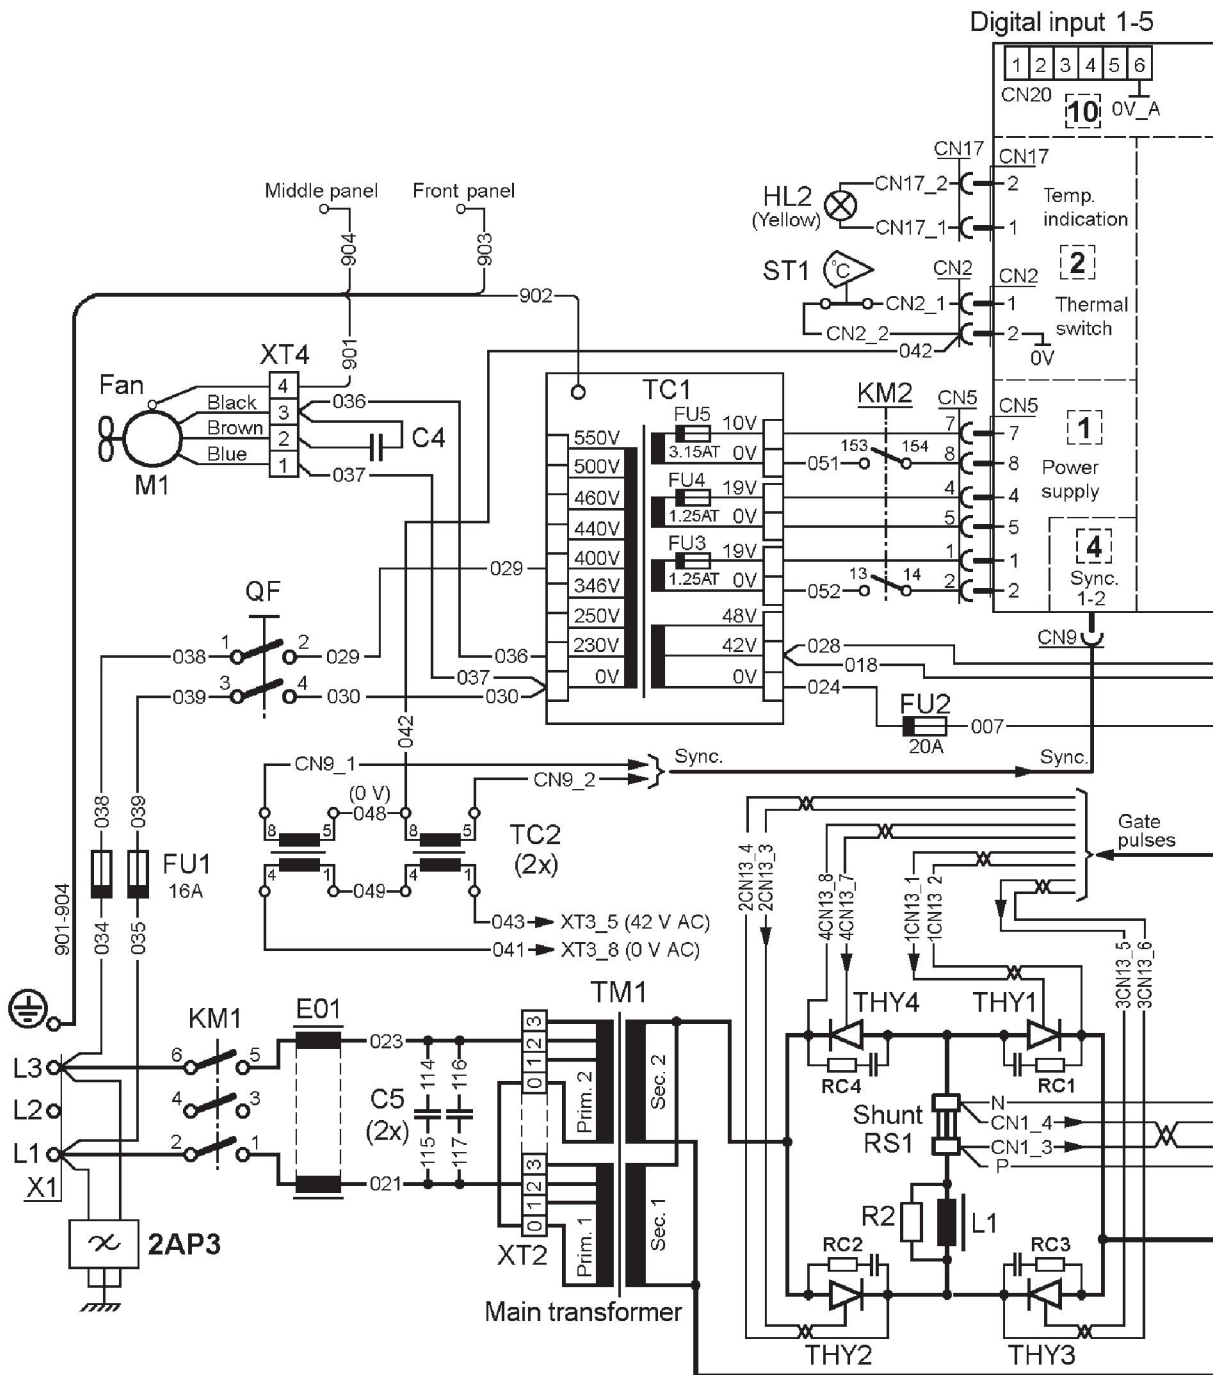 Digital input 1-5
1 2 3 4 5 6
CN20
10
0V_A
CN17
CN17
HL2
(Yellow)
CN17_2
2
Temp.
indication
CN17_1
1
2
ST1
°C
CN2
CN2
CN2_1
1
Thermal
switch
CN2_2
2
0V
042
Middle panel
Front panel
904
903
902
901
XT4
Fan
4
Black
3
036
Brown
2
C4
Blue
1
037
M1
TC1
KM2
CN5
CN5
FU5
10V
7
7
1
3.15AT
0V
051
153
154
8
8
Power
supply
FU4
19V
4
4
1.25AT
0V
5
5
FU3
19V
1
1
4
1.25AT
0V
052
13
14
2
2
Sync.
1-2
550V
500V
460V
440V
400V
346V
250V
230V
0V
48V
42V
0V
CN9
028
018
024
FU2
007
20A
029
QF
038
1
2
029
036
037
039
3
4
030
030
042
CN9_1
CN9_2
Sync.
Sync.
(0 V)
048
8
5
8
5
TC2
(2x)
4
1
4
1
049
043
XT3_5 (42 V AC)
041
XT3_8 (0 V AC)
038
039
FU1
16A
034
035
901-904
2CN13_4
2CN13_3
4CN13_8
4CN13_7
1CN13_1
1CN13_2
3CN13_5
3CN13_6
Gate
pulses
TM1
KM1
E01
L3
6
5
023
L2
4
3
L1
2
1
021
X1
C5
(2x)
114
116
115
117
3
2
1
0
3
2
1
0
XT2
Prim. 2
Sec. 2
Prim. 1
Sec. 1
Main transformer
2AP3
THY4
THY1
RC4
RC1
Shunt
RS1
N
CN1_4
CN1_3
P
R2
L1
RC2
RC3
THY2
THY3